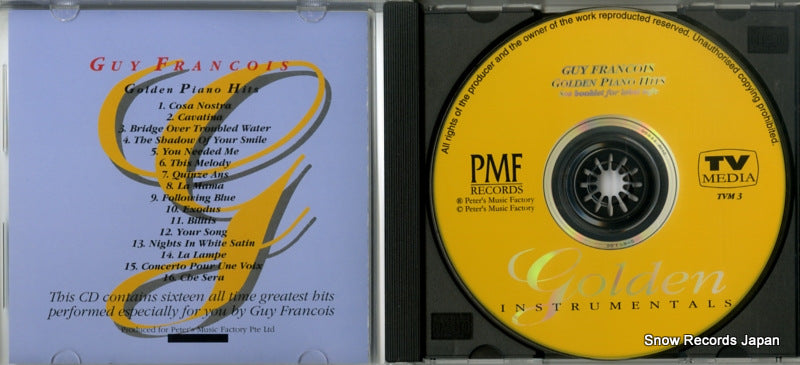 GUY FRANCOIS
Golden Piano Hits
1. Cosa Nostra
2. Cavatina
3. Bridge Over Troubled Water
4. The Shadow Of Your Smile
5. You Needed Me
6. This Melody
7. Quinze Ans
8. La Mama
9. Following Blue
10. Exodus
11. Bilitis
12. Your Song
13. Nights In White Satin
14. La Lampe
15. Concerto Pour Une Voix
16. Che Sera
This CD contains sixteen all time greatest hits
performed especially for you by Guy Francois
Produced for Peter's Music Factory Pte Ltd
All rights of the producer and the owner of the work reproduced reserved. Unauthorised copying prohibited.
GUY FRANCOIS
GOLDEN PIANO HITS
see booklet for
PMF
RECORDS
℗ Peter's Music Factory
© Peter's Music Factory
TV
MEDIA
TVM 3
Golden
INSTRUMENTALS
Snow Records Japan